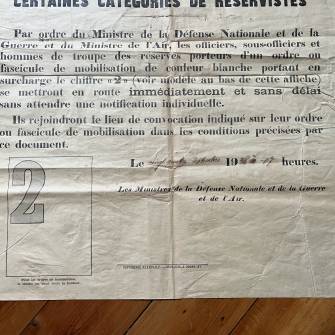 CERTAINES CATÉGORIES DE RÉSERVISTES
Par ordre du Ministre de la Défense Nationale et de la
Guerre et du Ministre de l'Air, les officiers, sous-officiers et
hommes de troupe des réserves porteurs d'un ordre ou
fascicule de mobilisation de couleur blanche portant en
surcharge le chiffre «2» (voir modèle au bas de cette affiche)
se mettront en route immédiatement et sans délai
sans attendre une notification individuelle.
Ils rejoindront le lieu de convocation indiqué sur leur ordre
ou fascicule de mobilisation dans les conditions précisées par
ce document.
Le 19 heures.
Les Ministres de la Défense Nationale et de la Guerre
et de l'Air.
2